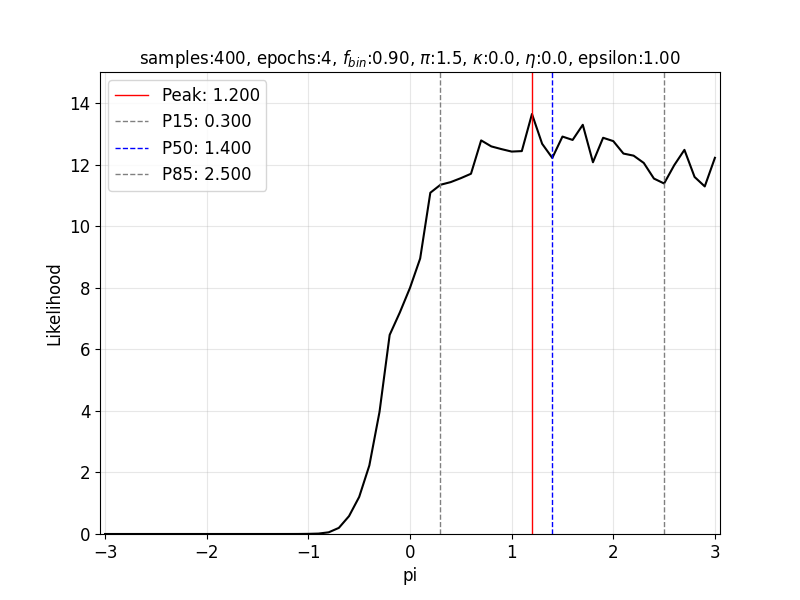 samples:400, epochs:4, f_bin:0.90, π:1.5, κ:0.0, η:0.0, epsilon:1.00
Peak: 1.200
P15: 0.300
P50: 1.400
P85: 2.500
14
12
10
8
6
4
2
0
Likelihood
−3 −2 −1 0 1 2 3
pi